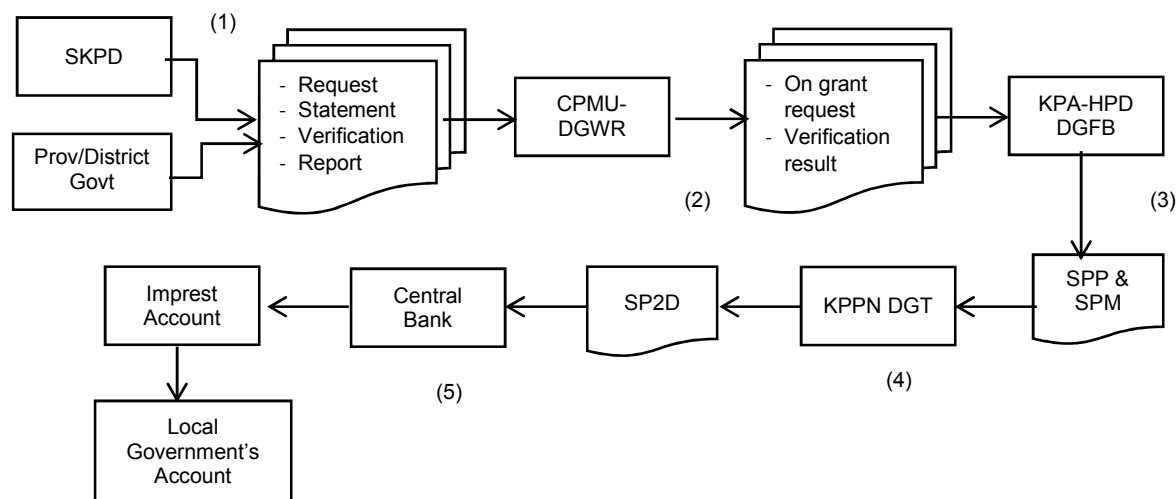 (1)
SKPD
Prov/District
Govt
- Request
- Statement
- Verification
- Report
CPMU-
DGWR
(2)
- On grant
request
- Verification
result
KPA-HPD
DGFB
(3)
SPP &
SPM
KPPN DGT
(4)
SP2D
Central
Bank
(5)
Imprest
Account
Local
Government's
Account